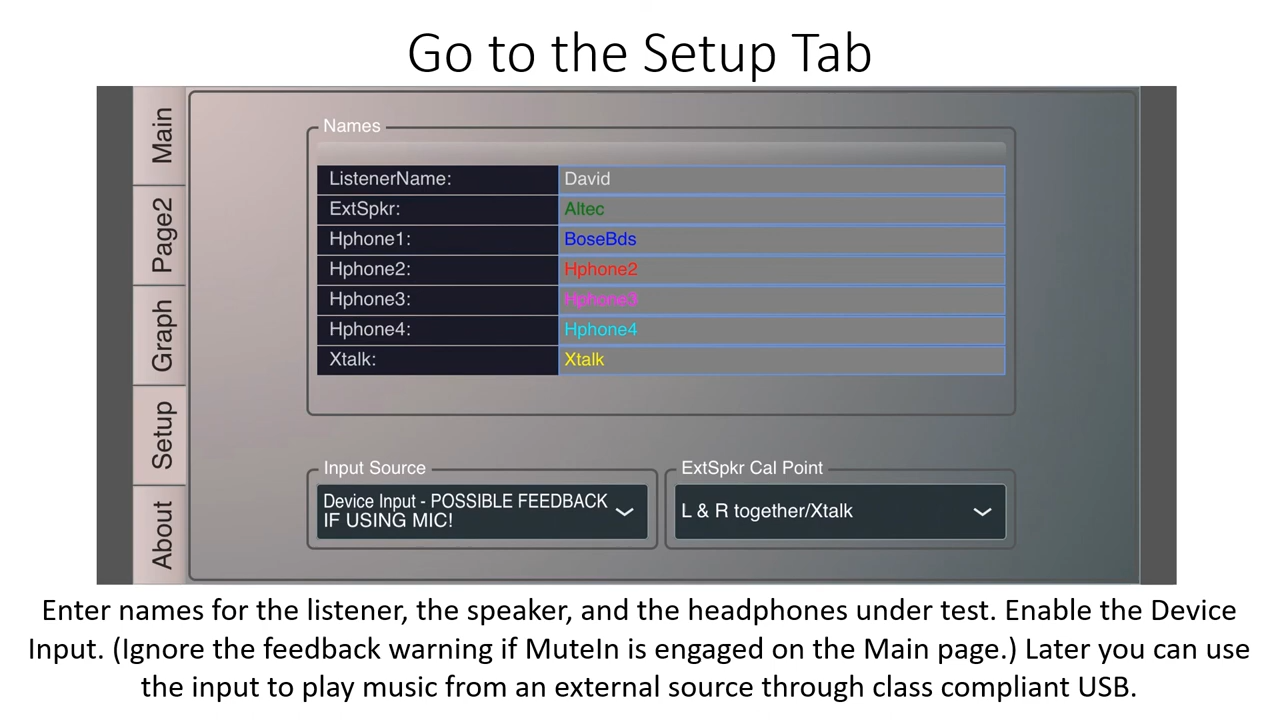 Go to the Setup Tab
Main
Page2
Graph
Setup
About
Names
ListenerName: David
ExtSpkr: Altec
Hphone1: BoseBds
Hphone2: Hphone2
Hphone3: Hphone3
Hphone4: Hphone4
Xtalk: Xtalk
Input Source
Device Input - POSSIBLE FEEDBACK
IF USING MIC!
ExtSpkr Cal Point
L & R together/Xtalk
Enter names for the listener, the speaker, and the headphones under test. Enable the Device
Input. (Ignore the feedback warning if MuteIn is engaged on the Main page.) Later you can use
the input to play music from an external source through class compliant USB.